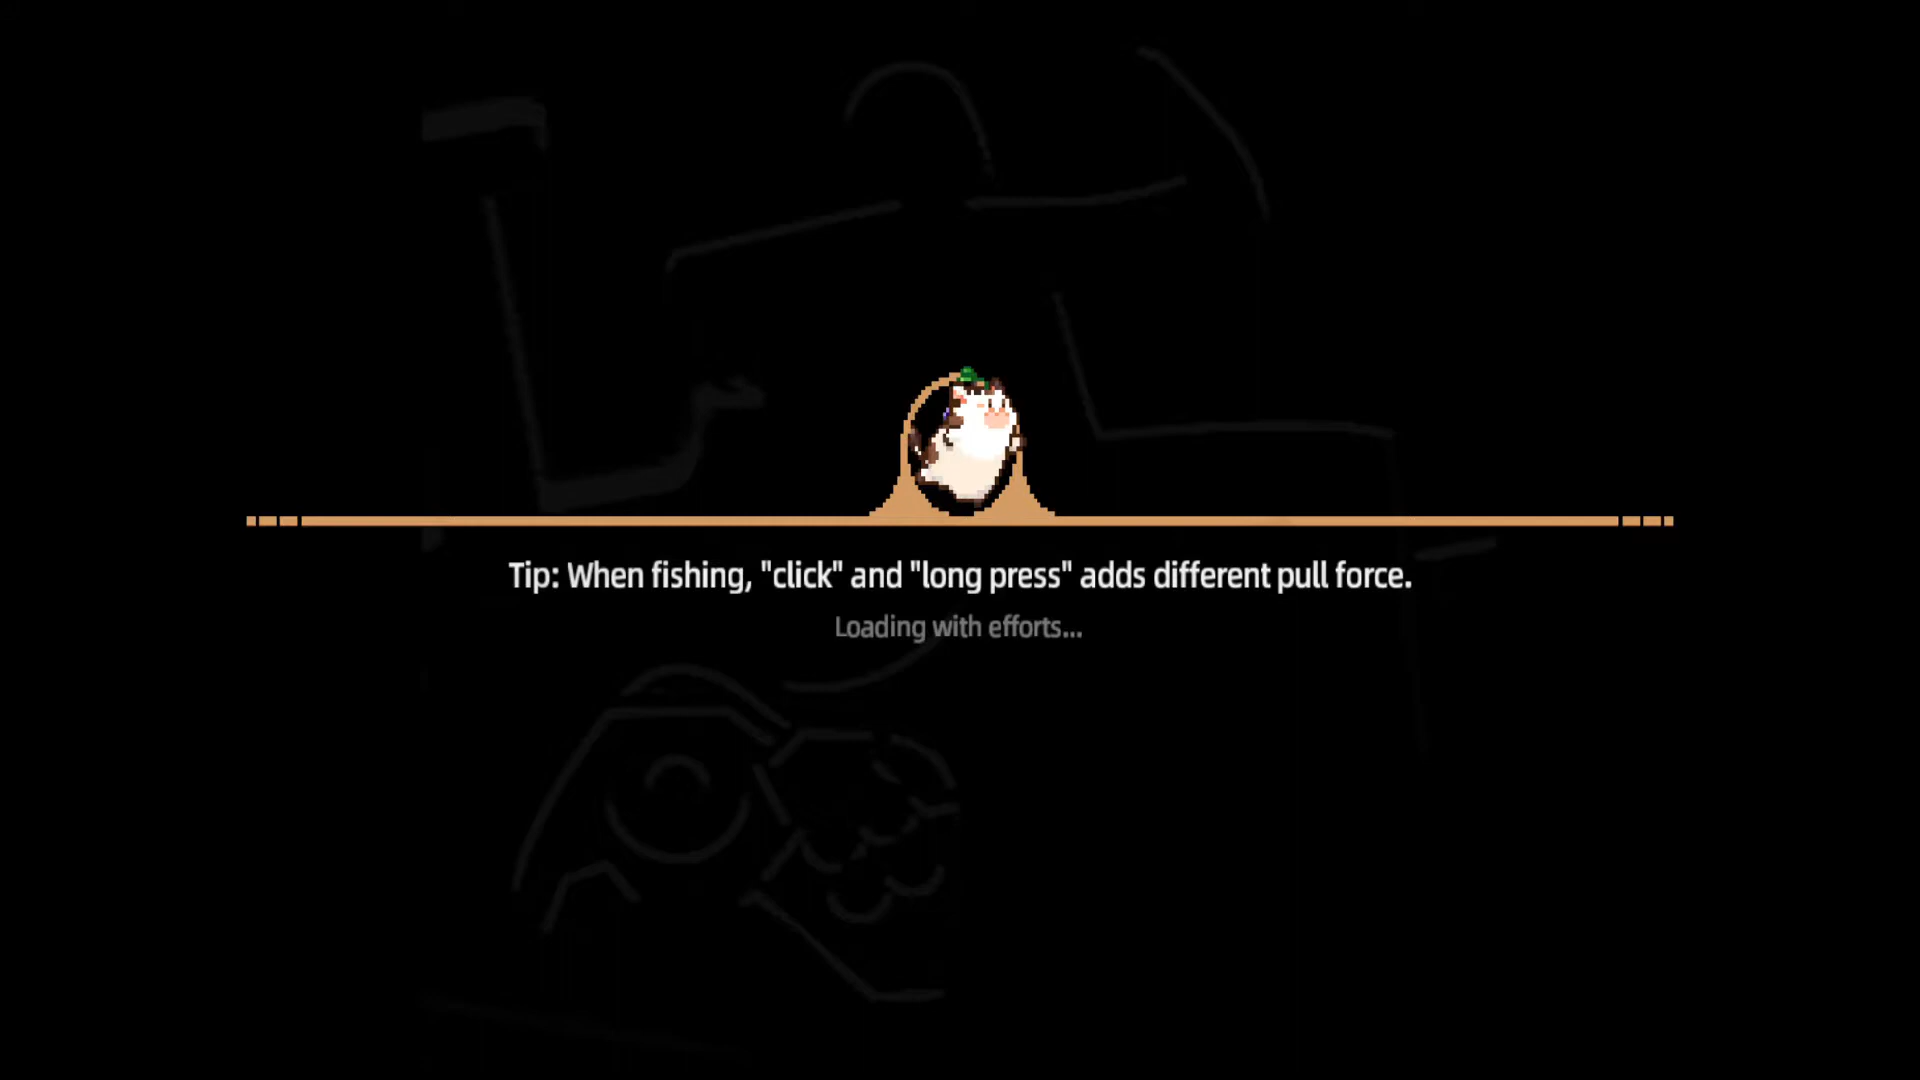 Tip: When fishing, "click" and "long press" adds different pull force.
Loading with efforts...